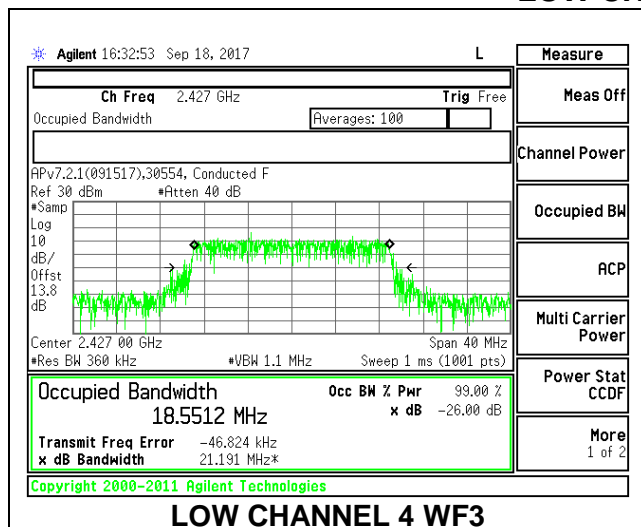 Agilent 16:32:53 Sep 18, 2017 L
Measure
Ch Freq 2.427 GHz Trig Free
Occupied Bandwidth Averages: 100
Meas Off
Channel Power
Occupied BW
ACP
Multi Carrier
Power
Power Stat
CCDF
More
1 of 2
APv7.2.1(091517),30554, Conducted F
Ref 30 dBm #Atten 40 dB
#Samp
Log
10
dB/
Offst
13.8
dB
Center 2.427 00 GHz Span 40 MHz
#Res BW 360 kHz #VBW 1.1 MHz Sweep 1 ms (1001 pts)
Occupied Bandwidth
18.5512 MHz
Occ BW % Pwr 99.00 %
x dB -26.00 dB
Transmit Freq Error -46.824 kHz
x dB Bandwidth 21.191 MHz*
Copyright 2000-2011 Agilent Technologies
LOW CHANNEL 4 WF3